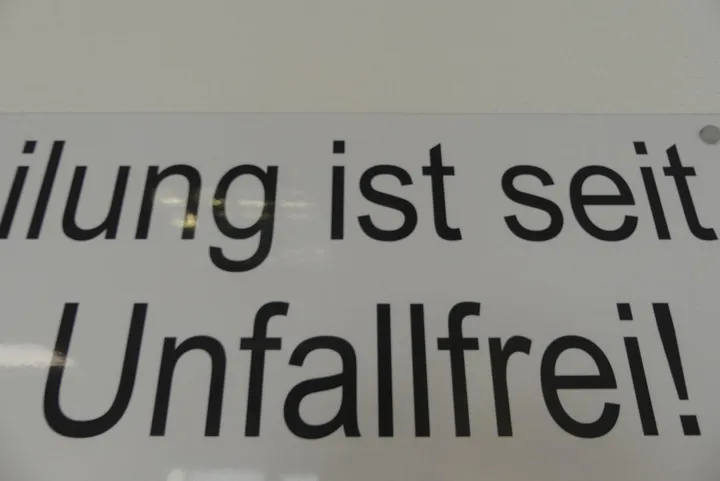 ilung ist seit
Unfallfrei!